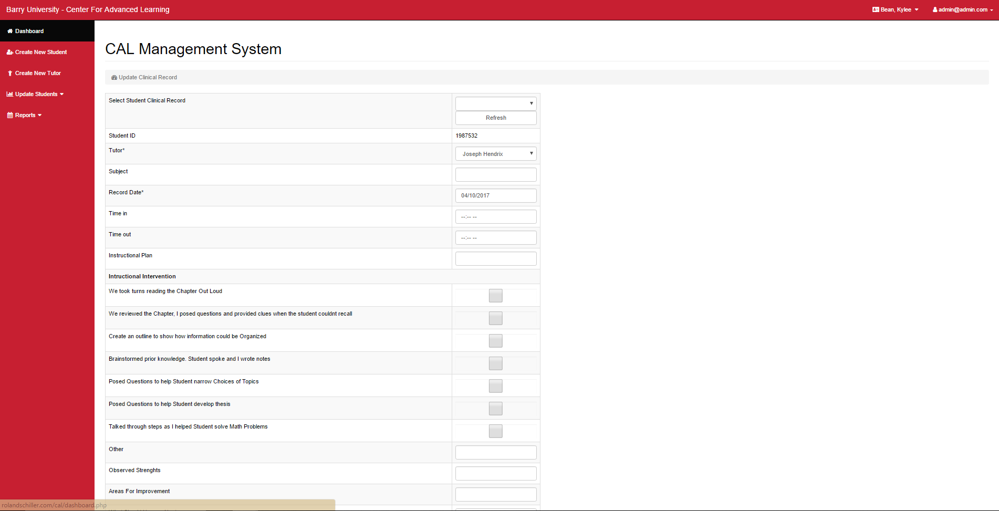 Barry University - Center For Advanced Learning
Bean, Kylee
admin@admin.com
Dashboard
Create New Student
Create New Tutor
Update Students
Reports
CAL Management System
Update Clinical Record
Select Student Clinical Record
Refresh
Student ID 1987532
Tutor* Joseph Hendrix
Subject
Record Date* 04/10/2017
Time in --:-- --
Time out --:-- --
Instructional Plan
Intructional Intervention
We took turns reading the Chapter Out Loud
We reviewed the Chapter, I posed questions and provided clues when the student couldnt recall
Create an outline to show how information could be Organized
Brainstormed prior knowledge. Student spoke and I wrote notes
Posed Questions to help Student narrow Choices of Topics
Posed Questions to help Student develop thesis
Talked through steps as I helped Student solve Math Problems
Other
Observed Strenghts
Areas For Improvement
rolandschiller.com/cal/dashboard.php